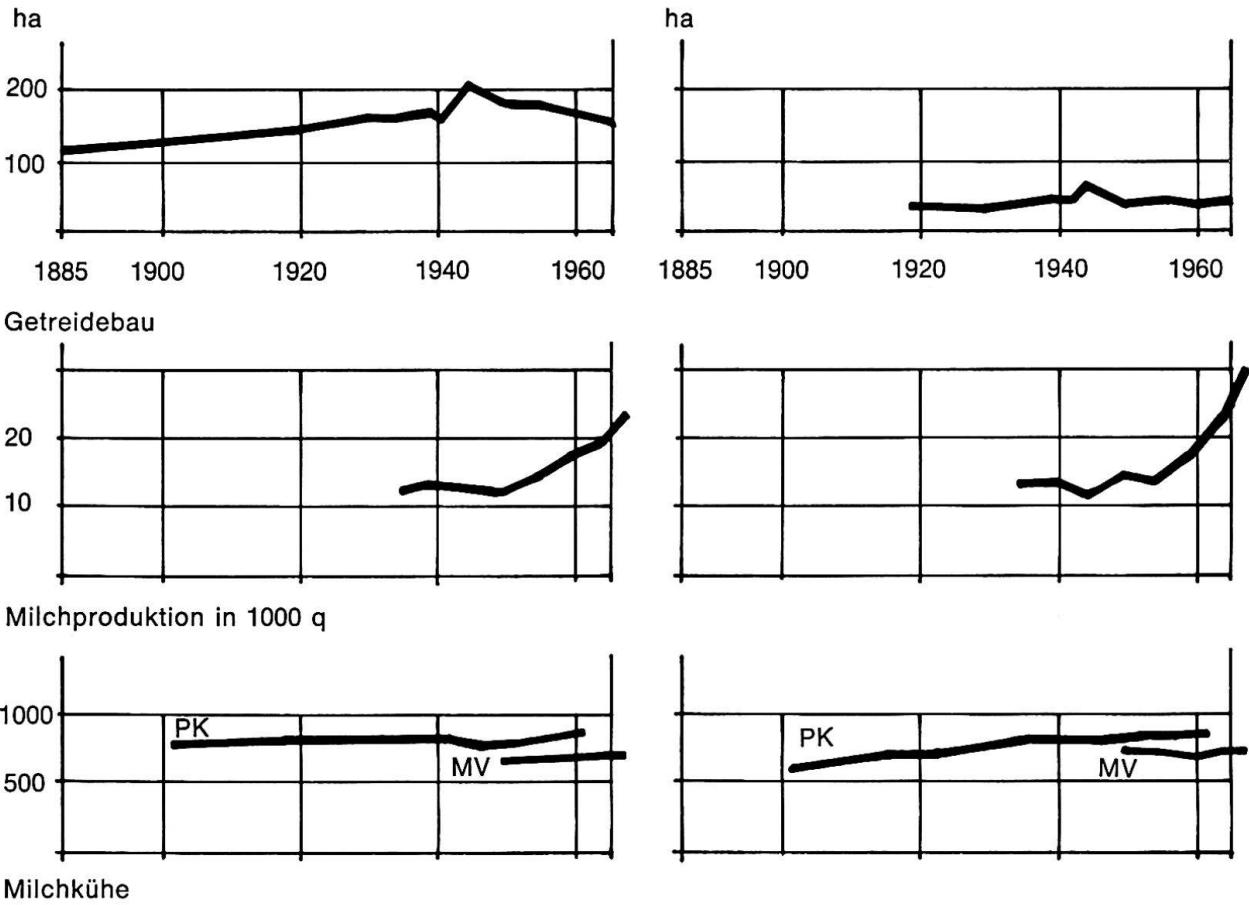 ha ha
200
100
1885 1900 1920 1940 1960 1885 1900 1920 1940 1960
Getreidebau
20
10
Milchproduktion in 1000 q
1000
PK PK
MV MV
500
Milchkühe